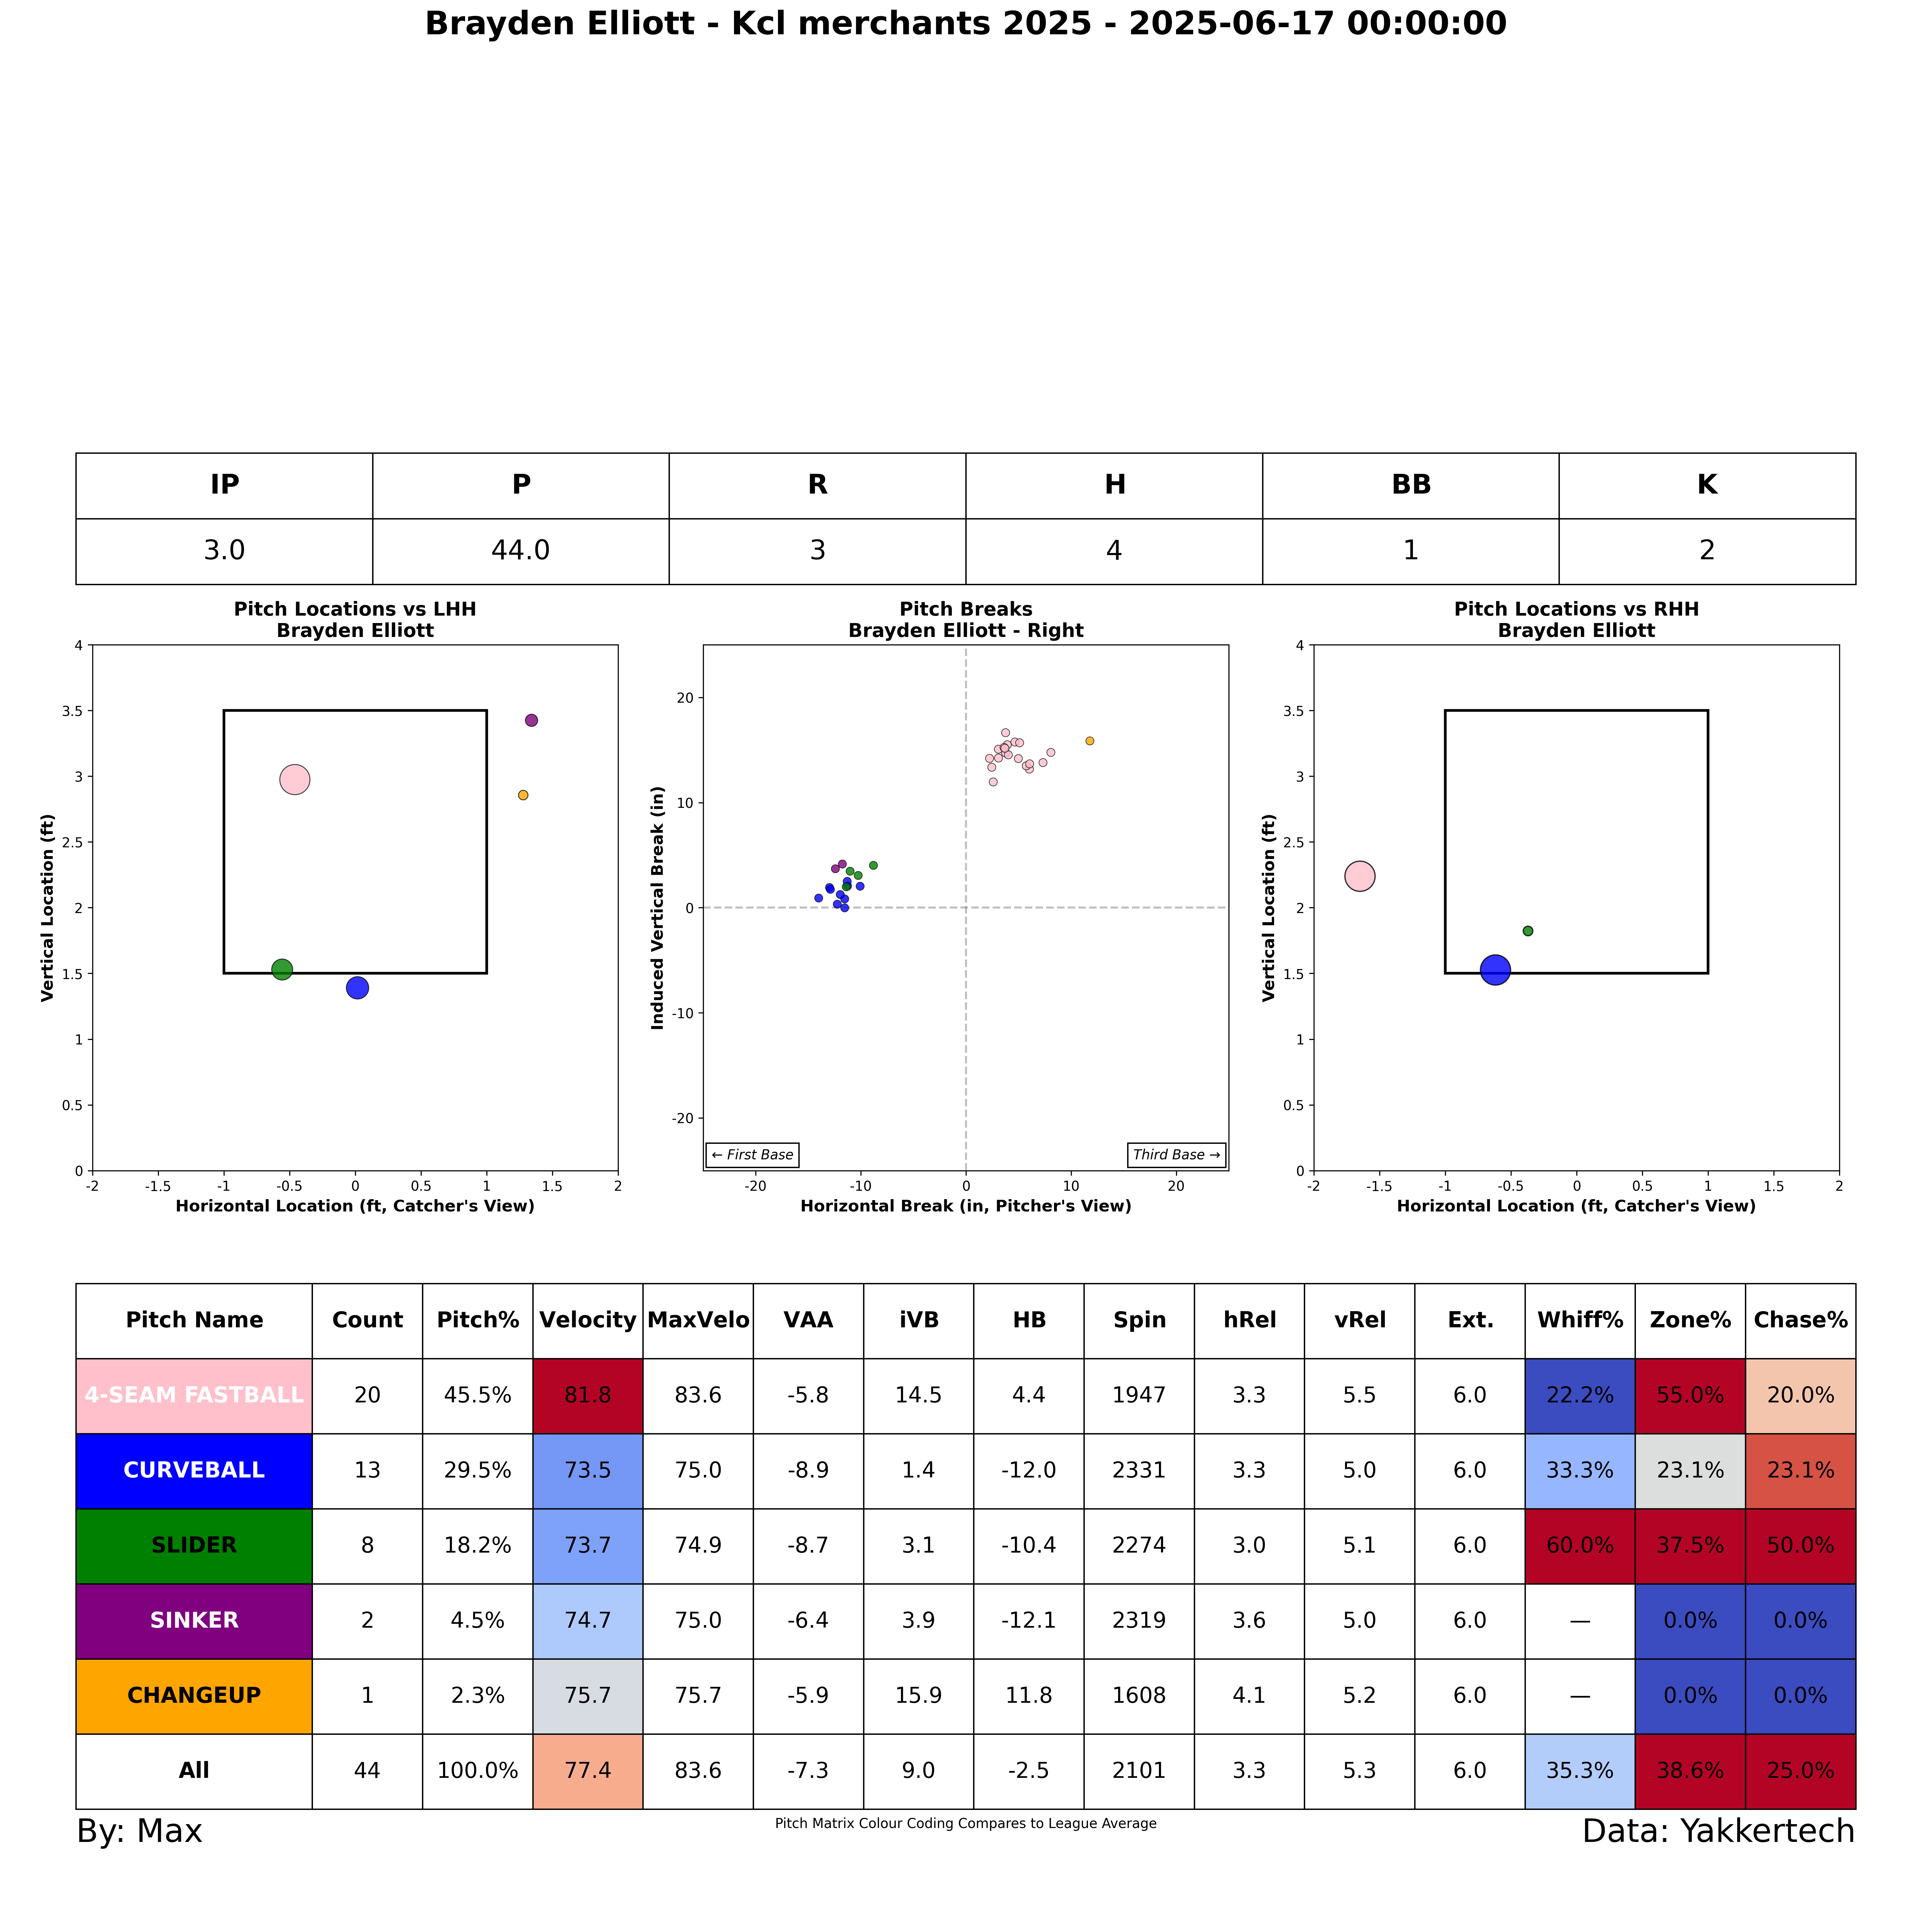 Brayden Elliott - Kcl merchants 2025 - 2025-06-17 00:00:00
IP P R H BB K
3.0 44.0 3 4 1 2
Pitch Locations vs LHH
Brayden Elliott
4
3.5
3
2.5
2
1.5
1
0.5
0
Vertical Location (ft)
-2 -1.5 -1 -0.5 0 0.5 1 1.5 2
Horizontal Location (ft, Catcher's View)
Pitch Breaks
Brayden Elliott - Right
20
10
0
-10
-20
Induced Vertical Break (in)
← First Base
Third Base →
-20 -10 0 10 20
Horizontal Break (in, Pitcher's View)
Pitch Locations vs RHH
Brayden Elliott
4
3.5
3
2.5
2
1.5
1
0.5
0
Vertical Location (ft)
-2 -1.5 -1 -0.5 0 0.5 1 1.5 2
Horizontal Location (ft, Catcher's View)
Pitch Name Count Pitch% Velocity MaxVelo VAA iVB HB Spin hRel vRel Ext. Whiff% Zone% Chase%
4-SEAM FASTBALL 20 45.5% 81.8 83.6 -5.8 14.5 4.4 1947 3.3 5.5 6.0 22.2% 55.0% 20.0%
CURVEBALL 13 29.5% 73.5 75.0 -8.9 1.4 -12.0 2331 3.3 5.0 6.0 33.3% 23.1% 23.1%
SLIDER 8 18.2% 73.7 74.9 -8.7 3.1 -10.4 2274 3.0 5.1 6.0 60.0% 37.5% 50.0%
SINKER 2 4.5% 74.7 75.0 -6.4 3.9 -12.1 2319 3.6 5.0 6.0 — 0.0% 0.0%
CHANGEUP 1 2.3% 75.7 75.7 -5.9 15.9 11.8 1608 4.1 5.2 6.0 — 0.0% 0.0%
All 44 100.0% 77.4 83.6 -7.3 9.0 -2.5 2101 3.3 5.3 6.0 35.3% 38.6% 25.0%
By: Max
Pitch Matrix Colour Coding Compares to League Average
Data: Yakkertech